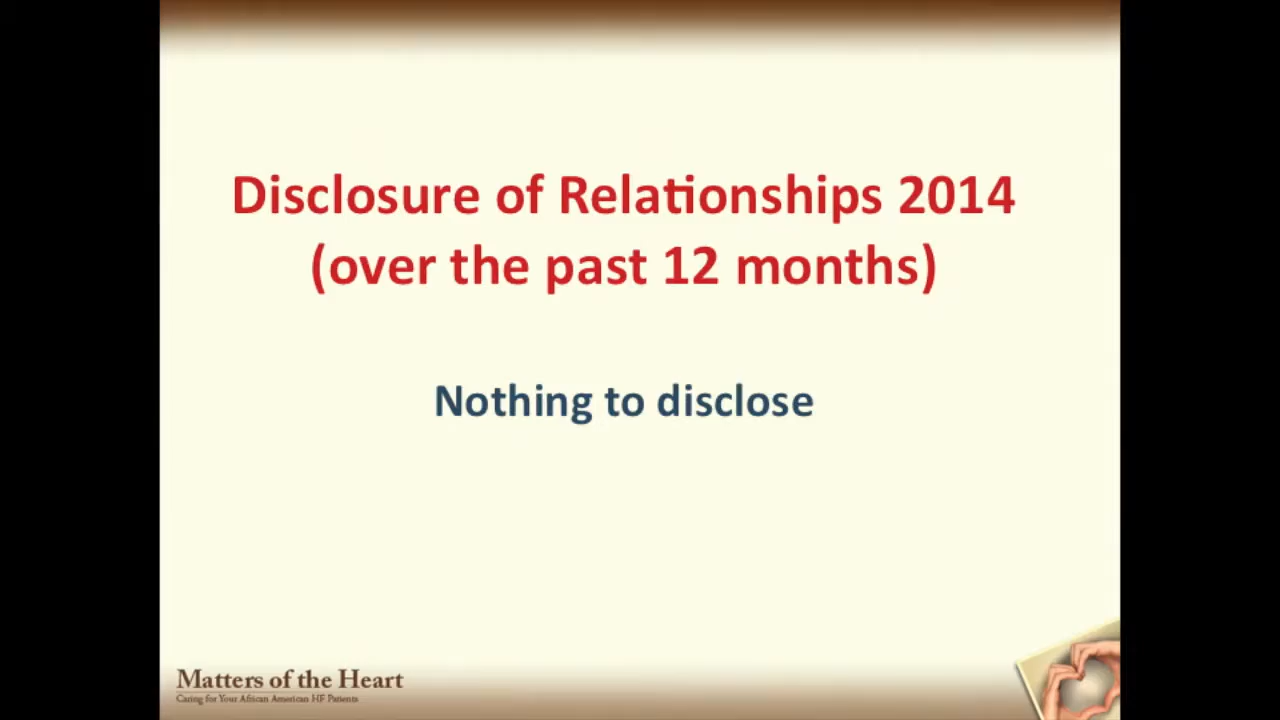 Disclosure of Relationships 2014
(over the past 12 months)
Nothing to disclose
Matters of the Heart
Caring for Your African American HF Patients